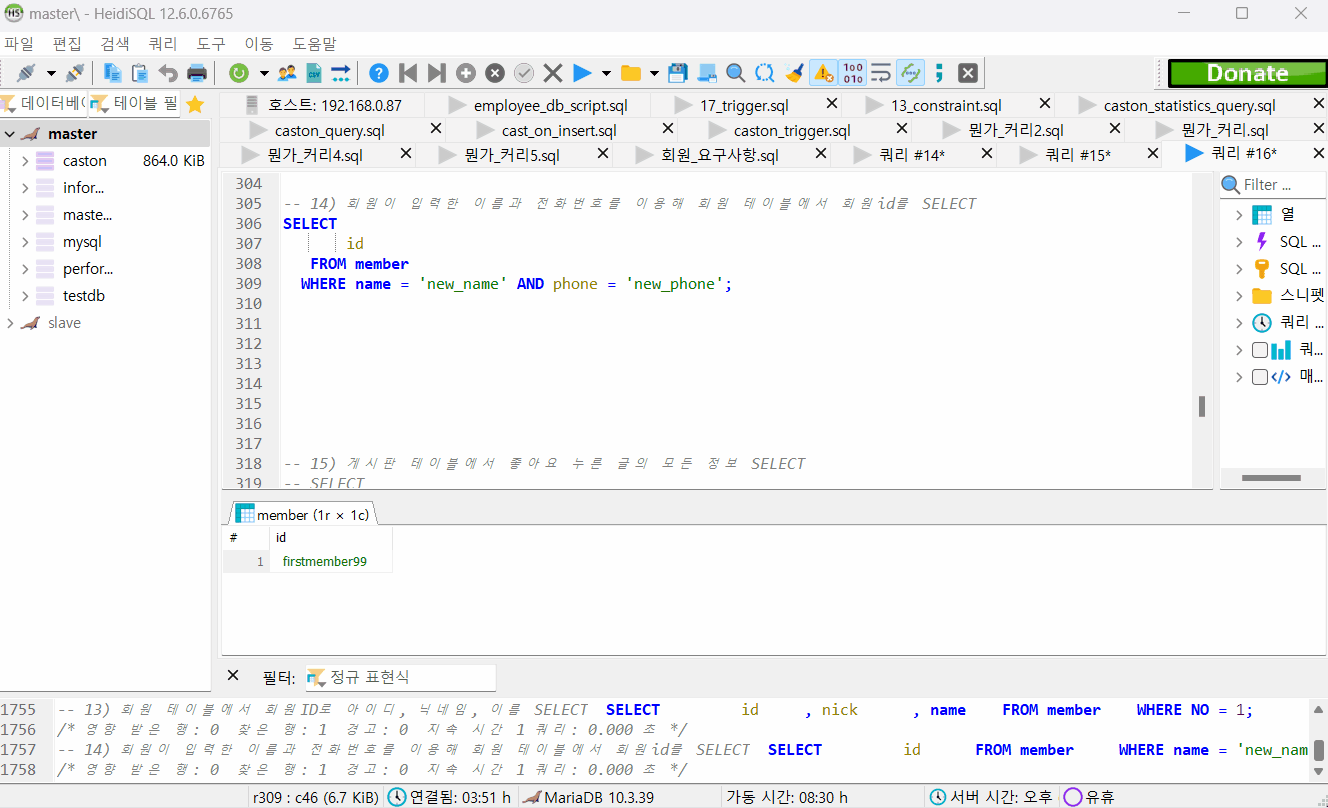 master\ - HeidiSQL 12.6.0.6765
파일 편집 검색 쿼리 도구 이동 도움말
Donate
데이터베 테이블 필
호스트: 192.168.0.87 employee_db_script.sql 17_trigger.sql 13_constraint.sql caston_statistics_query.sql
caston_query.sql cast_on_insert.sql caston_trigger.sql 뭔가_커리2.sql 뭔가_커리.sql
뭔가_커리4.sql 뭔가_커리5.sql 회원_요구사항.sql 쿼리 #14* 쿼리 #15* 쿼리 #16*
master
caston 864.0 KiB
infor...
maste...
mysql
perfor...
testdb
slave
304
305 -- 14) 회원이 입력한 이름과 전화번호를 이용해 회원 테이블에서 회원id를 SELECT
306 SELECT
307 id
308 FROM member
309 WHERE name = 'new_name' AND phone = 'new_phone';
310
311
312
313
314
315
316
317
318 -- 15) 게시판 테이블에서 좋아요 누른 글의 모든 정보 SELECT
319 -- SELECT
Filter ...
열
SQL ...
SQL ...
스니펫
쿼리 ...
쿼...
매...
member (1r × 1c)
# id
1 firstmember99
필터: 정규 표현식
1755 -- 13) 회원 테이블에서 회원ID로 아이디, 닉네임, 이름 SELECT SELECT id , nick , name FROM member WHERE NO = 1;
1756 /* 영향 받은 행: 0 찾은 행: 1 경고: 0 지속 시간 1 쿼리: 0.000 초 */
1757 -- 14) 회원이 입력한 이름과 전화번호를 이용해 회원 테이블에서 회원id를 SELECT SELECT id FROM member WHERE name = 'new_nam
1758 /* 영향 받은 행: 0 찾은 행: 1 경고: 0 지속 시간 1 쿼리: 0.000 초 */
r309 : c46 (6.7 KiB) 연결됨: 03:51 h MariaDB 10.3.39 가동 시간: 08:30 h 서버 시간: 오후 유휴